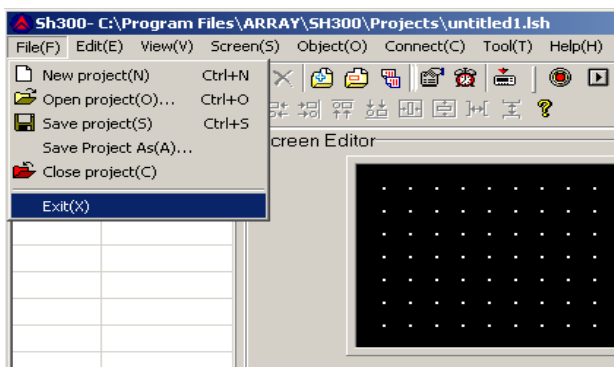 Sh300- C:\Program Files\ARRAY\SH300\Projects\untitled1.lsh
File(F) Edit(E) View(V) Screen(S) Object(O) Connect(C) Tool(T) Help(H)
New project(N) Ctrl+N
Open project(O)... Ctrl+O
Save project(S) Ctrl+S
Save Project As(A)...
Close project(C)
Exit(X)
creen Editor